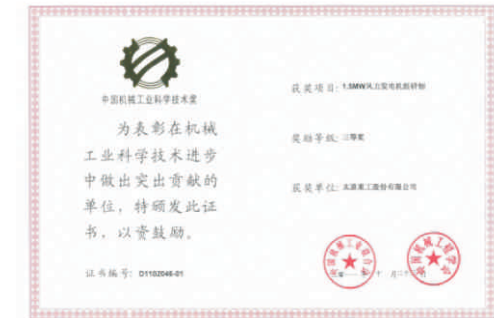 中国机械工业科学技术奖
为表彰在机械
工业科学技术进步
中做出突出贡献的
单位，特颁发此证
书，以资鼓励。
证书编号: D1102046-01
获奖项目: 1.5MW风力发电机组研制
奖励等级: 三等奖
获奖单位: 太原重工股份有限公司